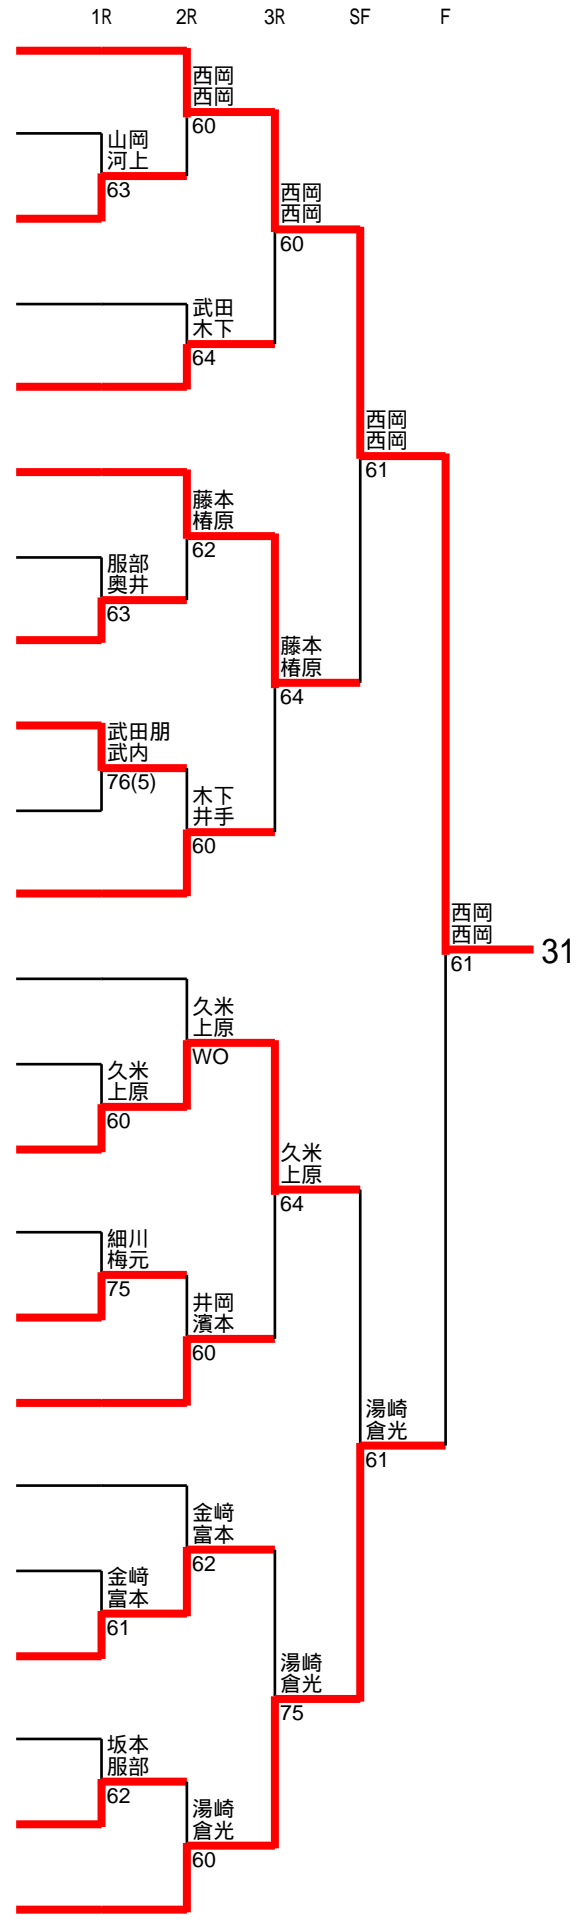 1R 2R 3R SF F
西岡
西岡
60
山岡
河上
63
西岡
西岡
60
武田
木下
64
西岡
西岡
61
藤本
椿原
62
服部
奥井
63
藤本
椿原
64
武田朋
武内
76(5)
木下
井手
60
西岡
西岡
61
31
久米
上原
WO
久米
上原
60
久米
上原
64
細川
梅元
75
井岡
濱本
60
湯崎
倉光
61
金﨑
富本
62
金﨑
富本
61
湯崎
倉光
75
坂本
服部
62
湯崎
倉光
60